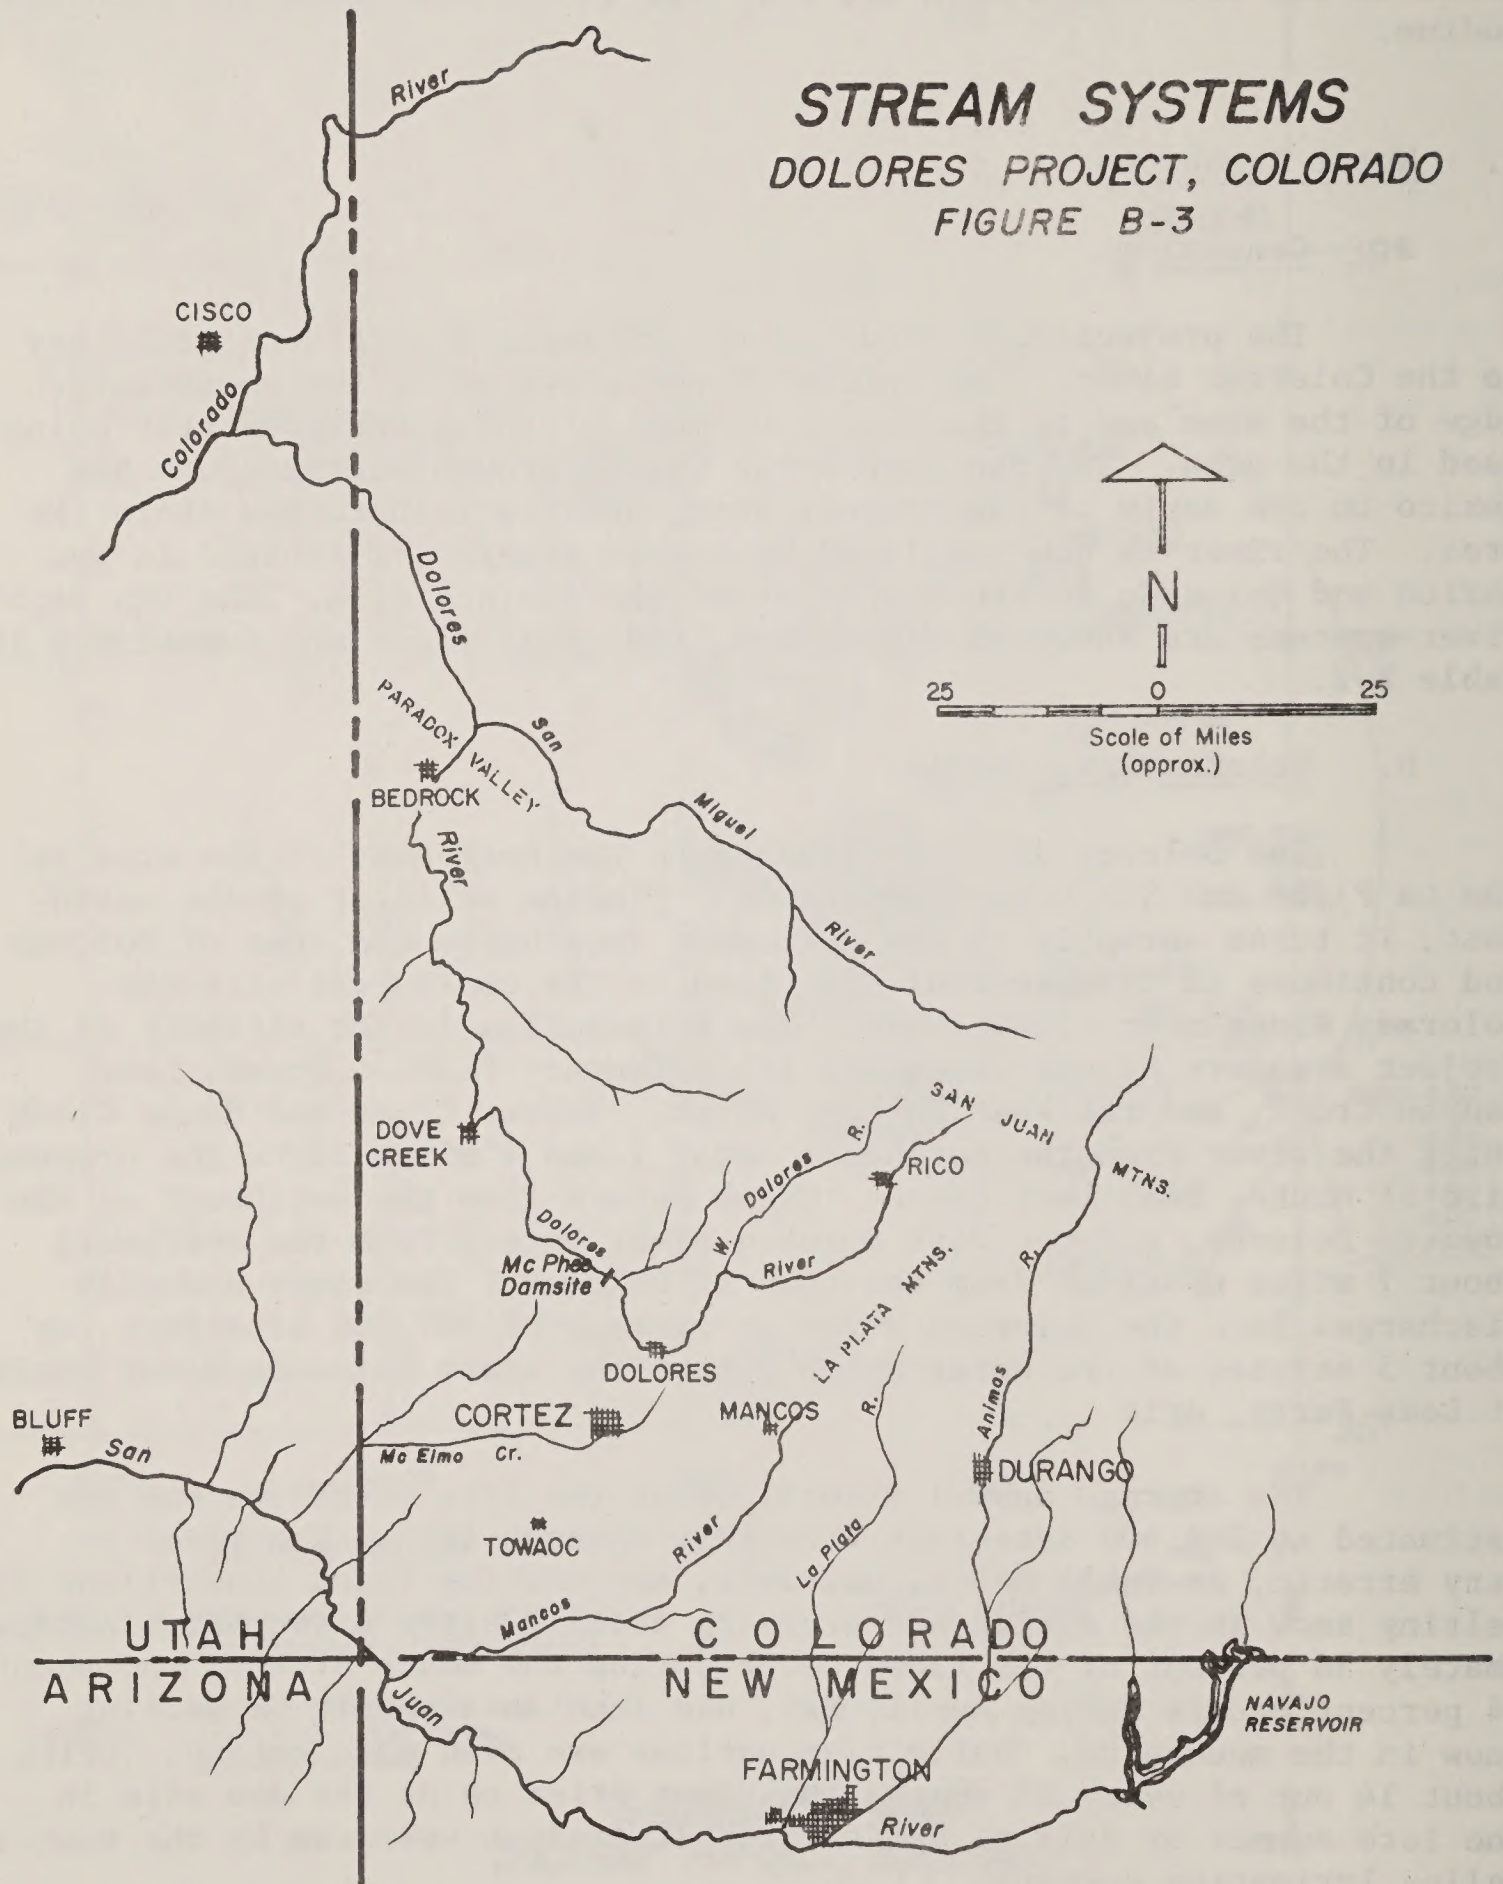 STREAM SYSTEMS
DOLORES PROJECT, COLORADO
FIGURE B-3
River
CISCO
Colorado
Dolores
N
25 0 25
Scale of Miles
(approx.)
PARADOX VALLEY
San
BEDROCK
Miguel
River
River
SAN JUAN MTNS.
DOVE
CREEK
W. Dolores R.
RICO
Dolores
Mc Phee
Damsite
River
LA PLATA MTNS.
R.
DOLORES
Animas
BLUFF
San
CORTEZ
MANCOS
R.
Mc Elmo Cr.
DURANGO
TOWAOC
River
La Plata
Mancos
UTAH
COLORADO
ARIZONA
NEW MEXICO
Juan
NAVAJO
RESERVOIR
FARMINGTON
River